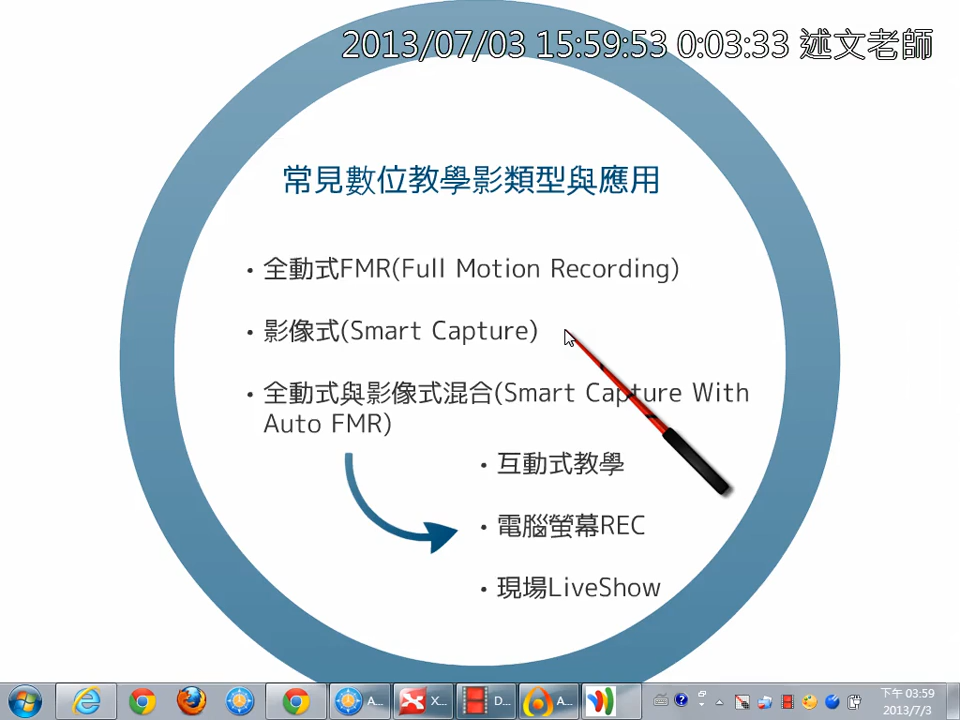 2013/07/03 15:59:53 0:03:33 述文老師
常見數位教學影類型與應用
• 全動式FMR(Full Motion Recording)
• 影像式(Smart Capture)
• 全動式與影像式混合(Smart Capture With
Auto FMR)
• 互動式教學
• 電腦螢幕REC
• 現場LiveShow
A...
X...
D...
A...
下午 03:59
2013/7/3